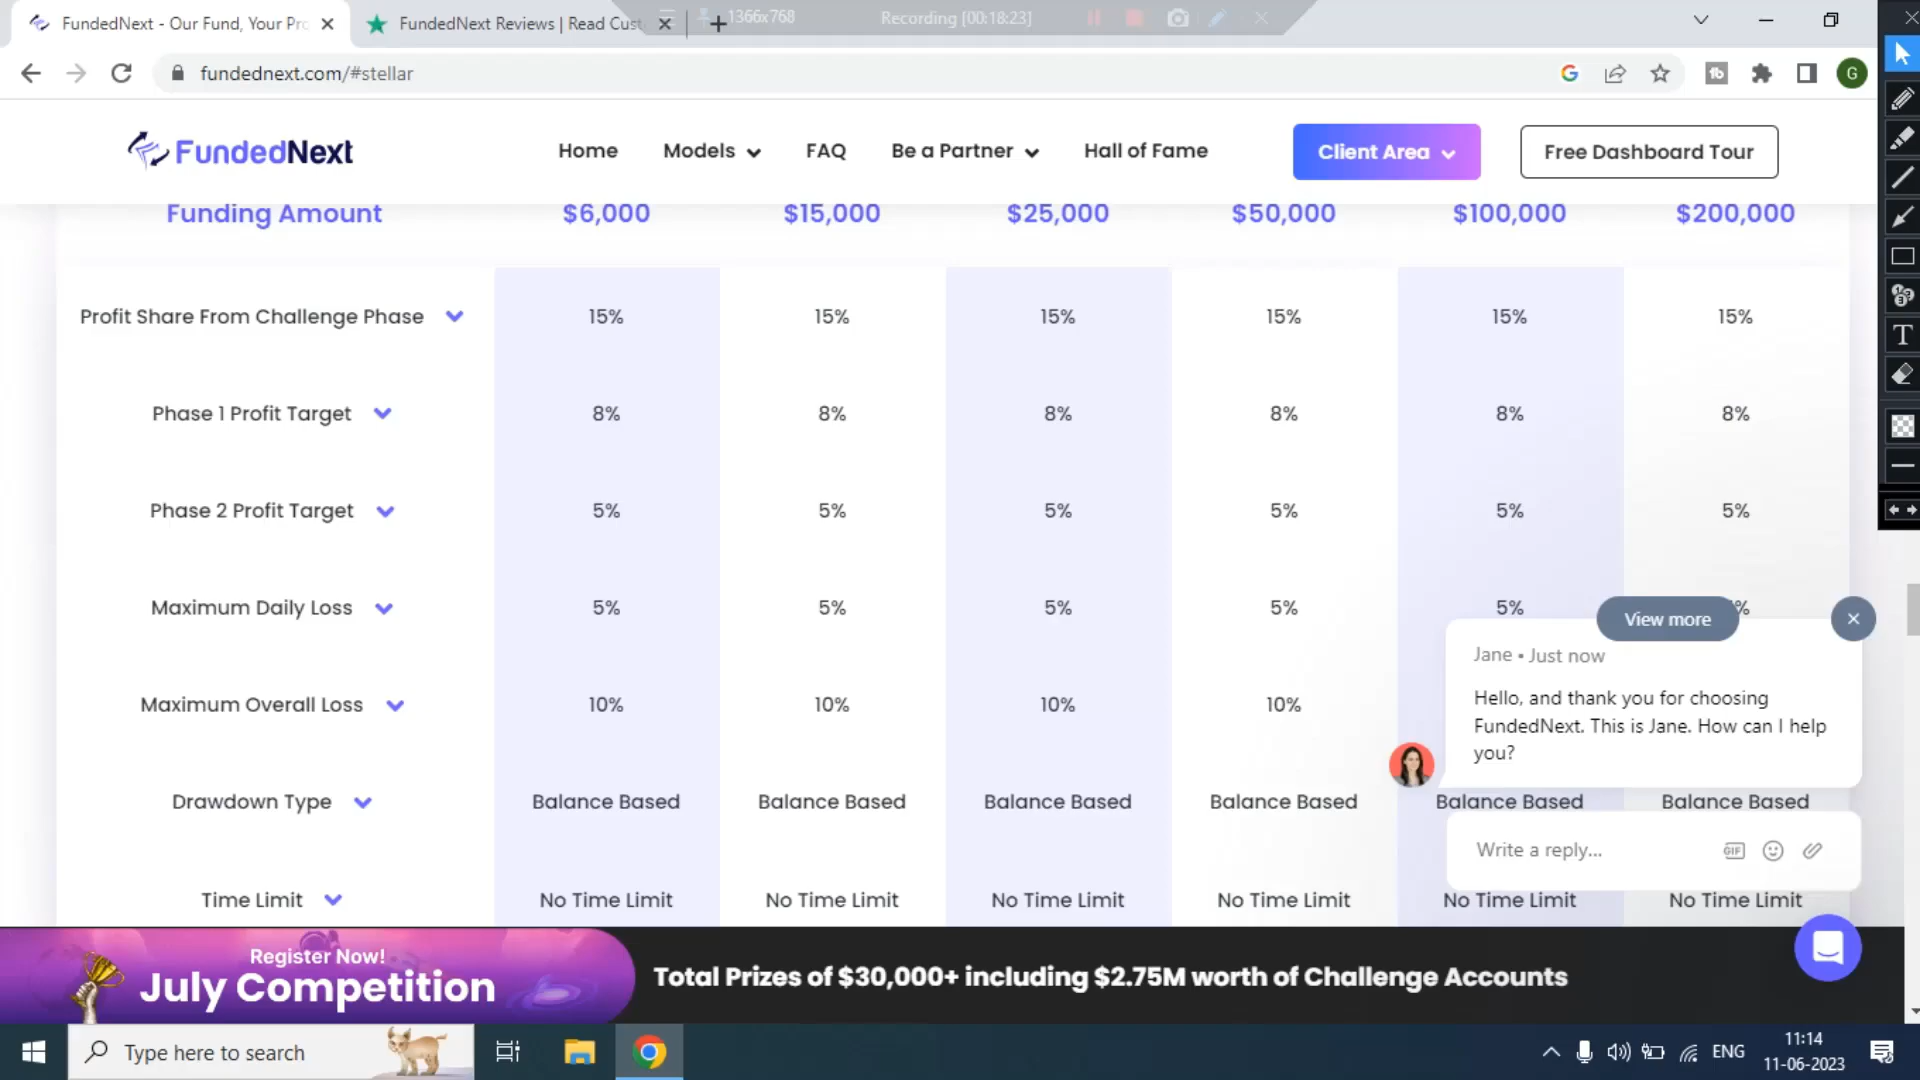 FundedNext - Our Fund, Your Pro
FundedNext Reviews | Read Cust
1366x768
Recording [00:18:23]
fundednext.com/#stellar
G
FundedNext
Home
Models
FAQ
Be a Partner
Hall of Fame
Client Area
Free Dashboard Tour
Funding Amount $6,000 $15,000 $25,000 $50,000 $100,000 $200,000
Profit Share From Challenge Phase 15% 15% 15% 15% 15% 15%
Phase 1 Profit Target 8% 8% 8% 8% 8% 8%
Phase 2 Profit Target 5% 5% 5% 5% 5% 5%
Maximum Daily Loss 5% 5% 5% 5% 5% %
View more
Jane • Just now
Hello, and thank you for choosing
FundedNext. This is Jane. How can I help
you?
Maximum Overall Loss 10% 10% 10% 10%
Drawdown Type Balance Based Balance Based Balance Based Balance Based Balance Based Balance Based
Write a reply...
GIF
Time Limit No Time Limit No Time Limit No Time Limit No Time Limit No Time Limit No Time Limit
Register Now!
July Competition
Total Prizes of $30,000+ including $2.75M worth of Challenge Accounts
Type here to search
ENG
11:14
11-06-2023